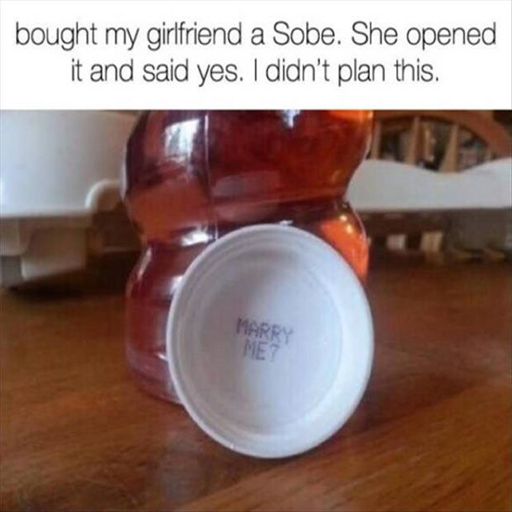 bought my girlfriend a Sobe. She opened
it and said yes. I didn't plan this.
MARRY
ME?